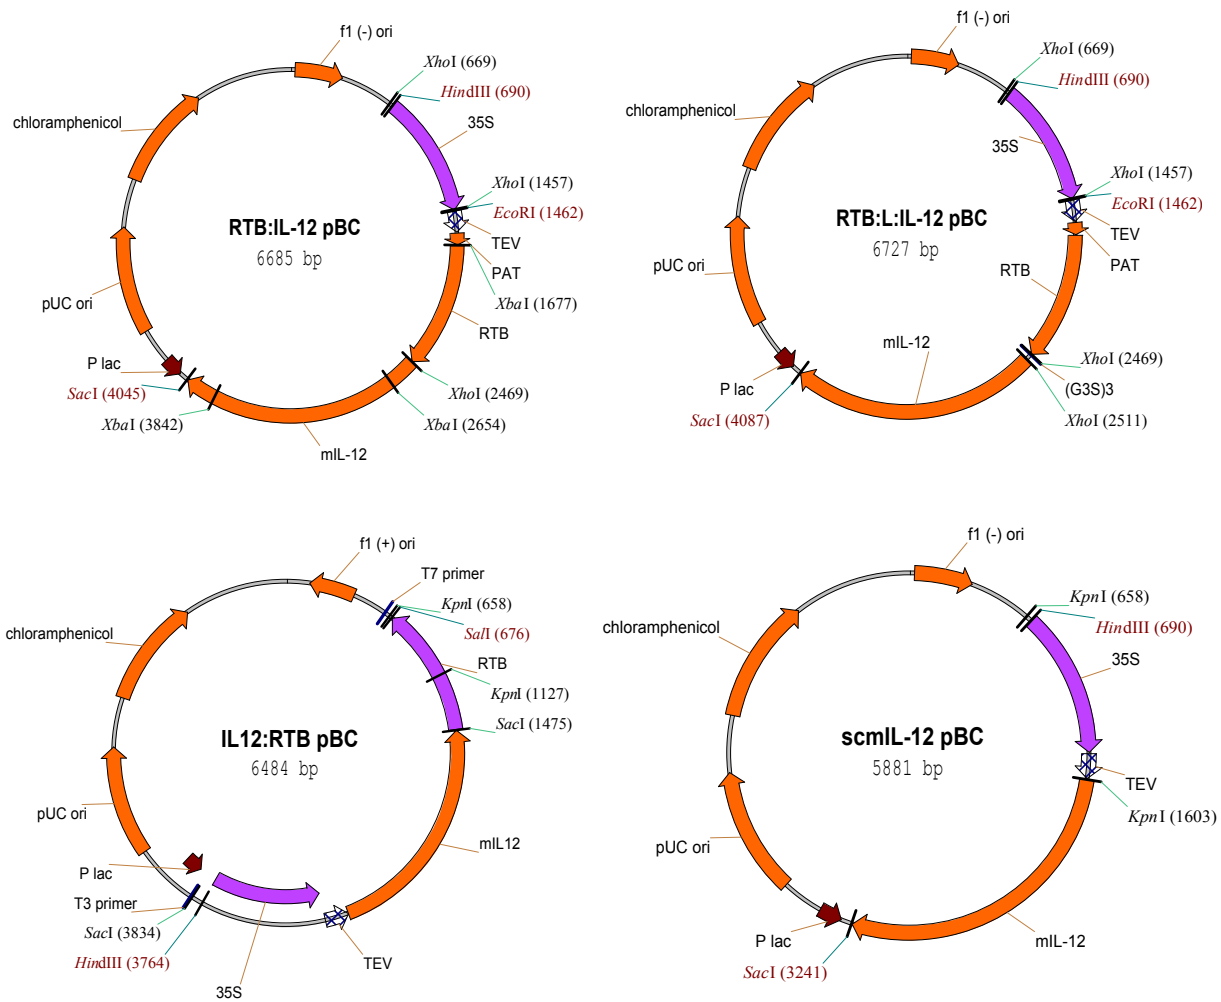 f1 (-) ori
XhoI (669)
HindIII (690)
35S
chloramphenicol
XhoI (1457)
EcoRI (1462)
TEV
PAT
XbaI (1677)
RTB
RTB:IL-12 pBC
6685 bp
pUC ori
P lac
SacI (4045)
XbaI (3842)
mIL-12
XbaI (2654)
XhoI (2469)
f1 (-) ori
XhoI (669)
HindIII (690)
35S
chloramphenicol
XhoI (1457)
EcoRI (1462)
TEV
PAT
RTB
RTB:L:IL-12 pBC
6727 bp
pUC ori
mIL-12
P lac
SacI (4087)
XhoI (2469)
(G3S)3
XhoI (2511)
f1 (+) ori
T7 primer
KpnI (658)
SalI (676)
RTB
KpnI (1127)
SacI (1475)
chloramphenicol
IL12:RTB pBC
6484 bp
pUC ori
mIL12
P lac
T3 primer
SacI (3834)
HindIII (3764)
35S
TEV
f1 (-) ori
KpnI (658)
HindIII (690)
35S
chloramphenicol
scmIL-12 pBC
5881 bp
TEV
KpnI (1603)
pUC ori
P lac
SacI (3241)
mIL-12